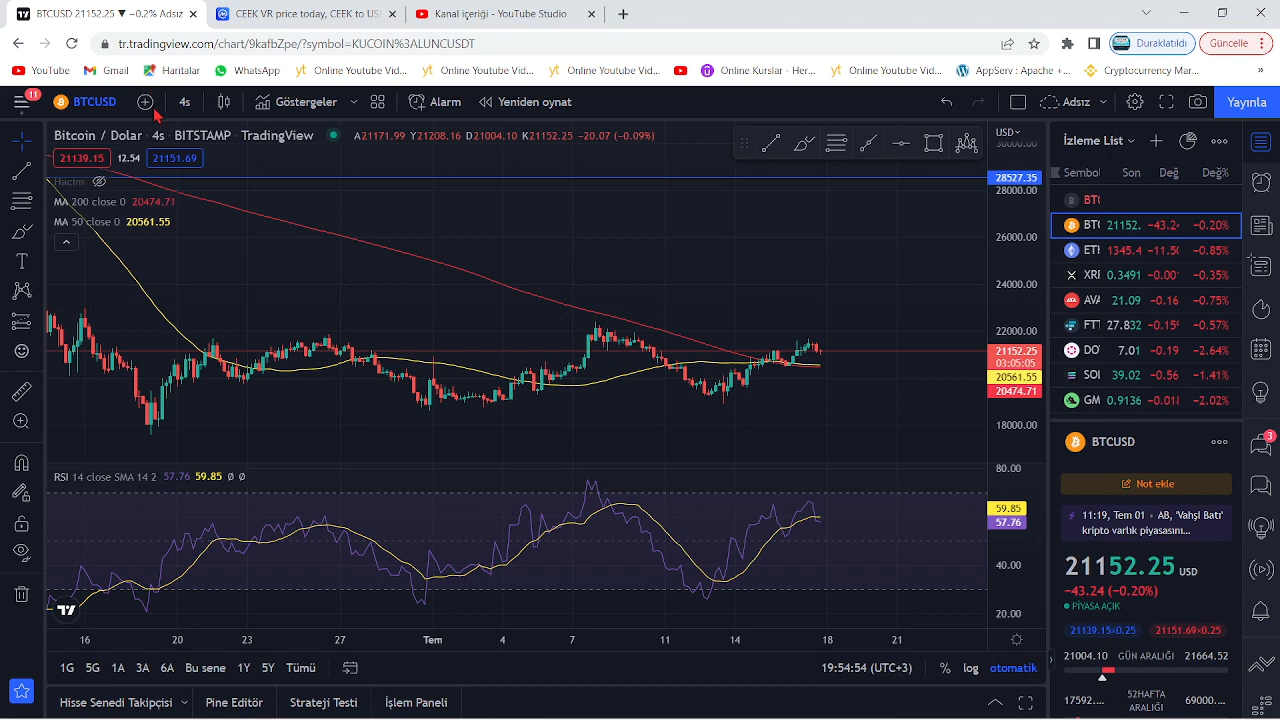 BTCUSD 21152.25 ▼ −0.2% Adsız
CEEK VR price today, CEEK to USD
Kanal içeriği - YouTube Studio
tr.tradingview.com/chart/9kafbZpe/?symbol=KUCOIN%3ALUNCUSDT
Duraklatıldı
Güncelle
YouTube
Gmail
Haritalar
WhatsApp
Online Youtube Vid...
Online Youtube Vid...
Online Youtube Vid...
Online Kurslar - Her...
Online Youtube Vid...
AppServ : Apache +...
Cryptocurrency Mar...
»
11
BTCUSD
4s
Göstergeler
Alarm
Yeniden oynat
Adsız
Yayınla
Bitcoin / Dolar · 4s · BITSTAMP · TradingView
A21171.99 Y21208.16 D21004.10 K21152.25 −20.07 (−0.09%)
21139.15 12.54 21151.69
Hacim
MA 200 close 0 20474.71
MA 50 close 0 20561.55
USD
30000.00
28527.35
28000.00
26000.00
24000.00
22000.00
21152.25
03:05:05
20561.55
20474.71
18000.00
RSI 14 close SMA 14 2 57.76 59.85 Ø Ø
80.00
59.85
57.76
40.00
20.00
16 20 23 27 Tem 4 7 11 14 18 21
1G 5G 1A 3A 6A Bu sene 1Y 5Y Tümü
19:54:54 (UTC+3) % log otomatik
Hisse Senedi Takipçisi Pine Editör Strateji Testi İşlem Paneli
İzleme List
Sembol Son Değ Değ%
BTC
BTC 21152. −43.24 −0.20%
ETH 1345.4 −11.50 −0.85%
XRP 0.3491 −0.00 −0.35%
AVA 21.09 −0.16 −0.75%
FTT 27.832 −0.15 −0.57%
DO 7.01 −0.19 −2.64%
SOL 39.02 −0.56 −1.41%
GM 0.9136 −0.018 −2.02%
BTCUSD
Not ekle
11:19, Tem 01 • AB, 'Vahşi Batı'
kripto varlık piyasasını...
21152.25 USD
−43.24 (−0.20%)
PİYASA AÇIK
21139.15×0.25 21151.69×0.25
21004.10 GÜN ARALIĞI 21664.52
17592.... 52HAFTA ARALIĞI 69000....
3